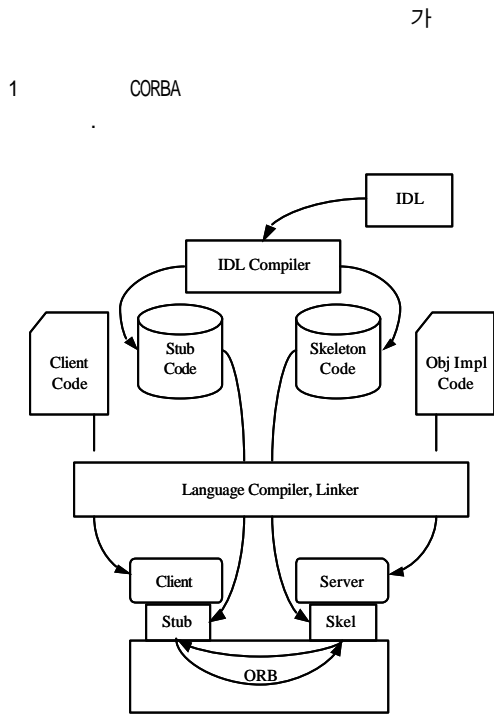 가
1 CORBA
.
IDL
IDL Compiler
Stub
Code
Skeleton
Code
Client
Code
Obj Impl
Code
Language Compiler, Linker
Client
Server
Stub
Skel
ORB